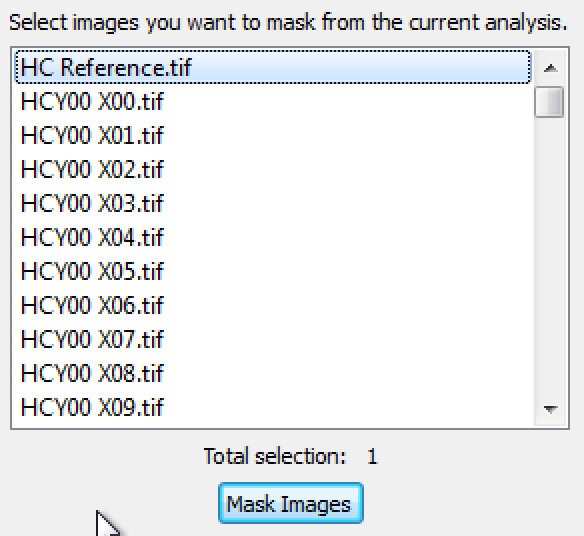 Select images you want to mask from the current analysis.
HC Reference.tif
HCY00 X00.tif
HCY00 X01.tif
HCY00 X02.tif
HCY00 X03.tif
HCY00 X04.tif
HCY00 X05.tif
HCY00 X06.tif
HCY00 X07.tif
HCY00 X08.tif
HCY00 X09.tif
Total selection: 1
Mask Images